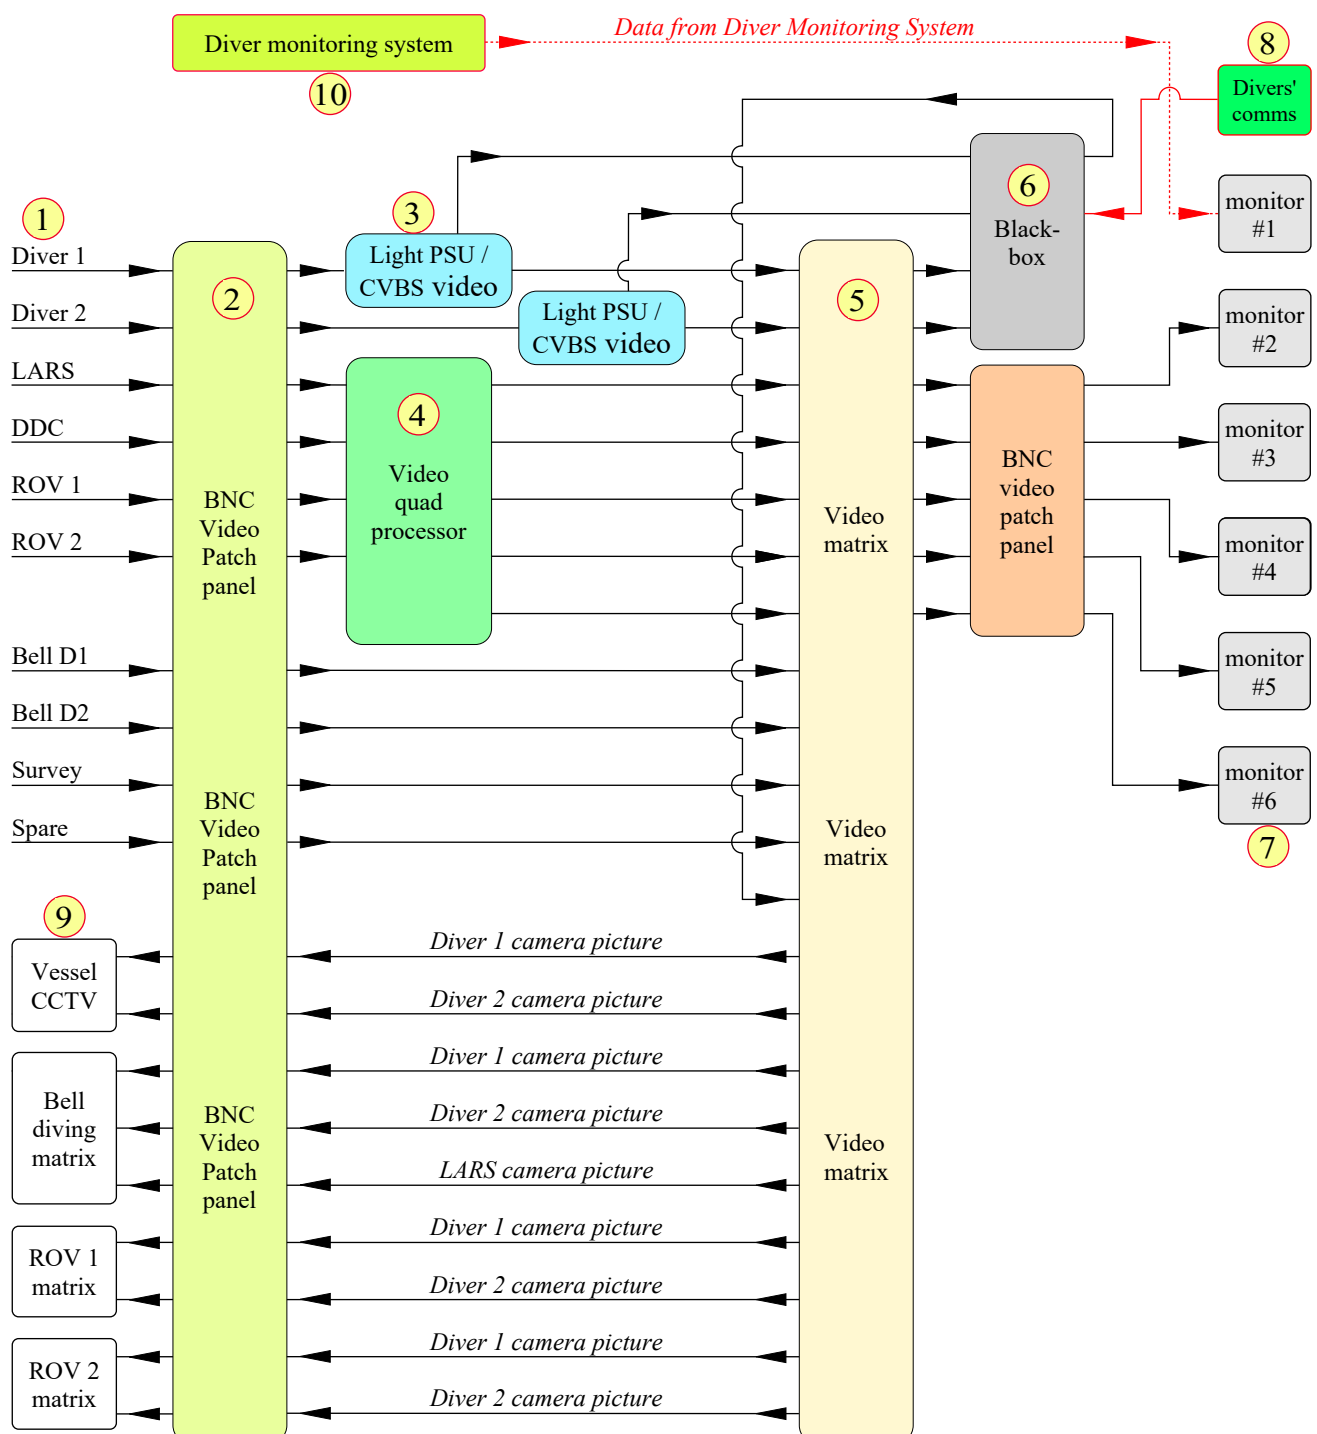 Diver monitoring system
Data from Diver Monitoring System
10
8
Divers'
comms
1
3
6
Black-
box
monitor
#1
Diver 1
2
Light PSU /
CVBS video
5
Diver 2
Light PSU /
CVBS video
monitor
#2
LARS
4
DDC
Video
quad
processor
BNC
video
patch
panel
monitor
#3
ROV 1
BNC
Video
Patch
panel
Video
matrix
ROV 2
monitor
#4
Bell D1
monitor
#5
Bell D2
Survey
monitor
#6
BNC
Video
Patch
panel
Spare
Video
matrix
7
9
Vessel
CCTV
Diver 1 camera picture
Diver 2 camera picture
Bell
diving
matrix
Diver 1 camera picture
BNC
Video
Patch
panel
Diver 2 camera picture
Video
matrix
LARS camera picture
ROV 1
matrix
Diver 1 camera picture
Diver 2 camera picture
ROV 2
matrix
Diver 1 camera picture
Diver 2 camera picture